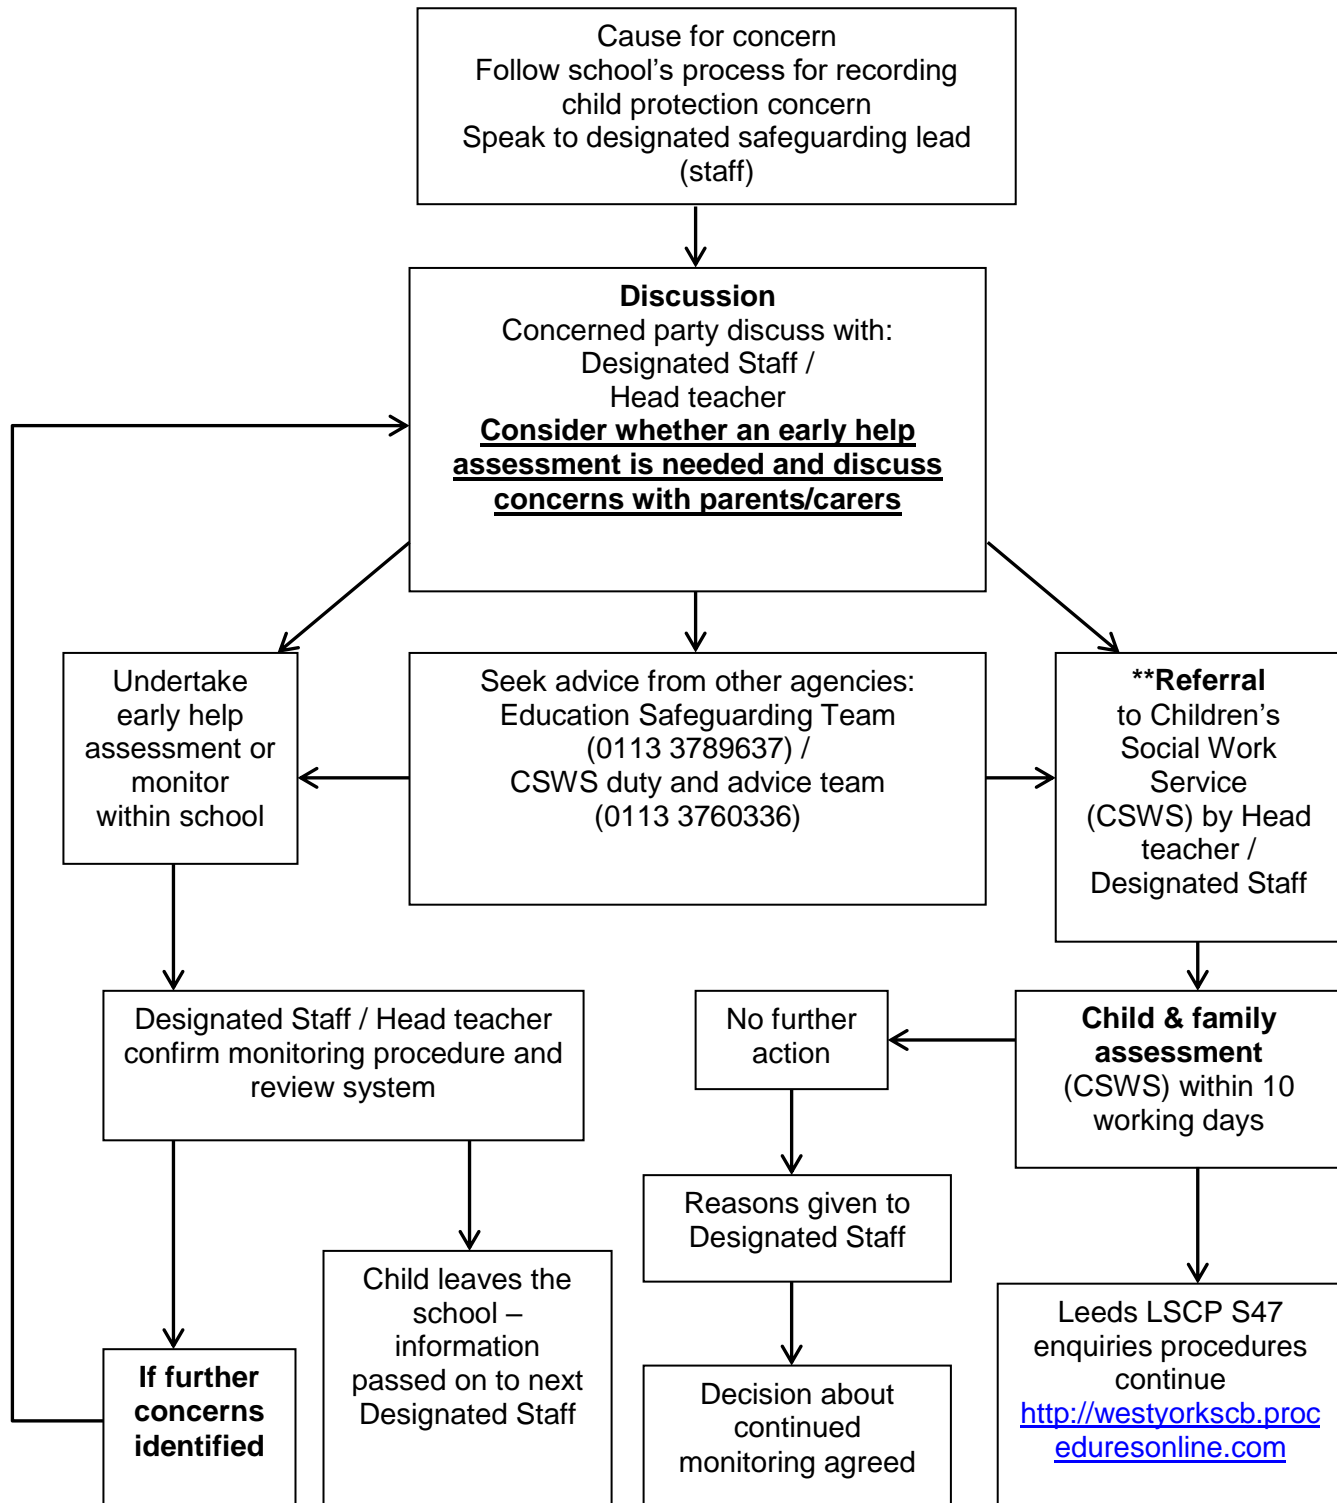 Cause for concern
Follow school’s process for recording
child protection concern
Speak to designated safeguarding lead
(staff)
Discussion
Concerned party discuss with:
Designated Staff /
Head teacher
Consider whether an early help
assessment is needed and discuss
concerns with parents/carers
Undertake
early help
assessment or
monitor
within school
Seek advice from other agencies:
Education Safeguarding Team
(0113 3789637) /
CSWS duty and advice team
(0113 3760336)
**Referral
to Children’s
Social Work
Service
(CSWS) by Head
teacher /
Designated Staff
Designated Staff / Head teacher
confirm monitoring procedure and
review system
No further
action
Child & family
assessment
(CSWS) within 10
working days
Reasons given to
Designated Staff
If further
concerns
identified
Child leaves the
school –
information
passed on to next
Designated Staff
Decision about
continued
monitoring agreed
Leeds LSCP S47
enquiries procedures
continue
http://westyorkscb.proc
eduresonline.com